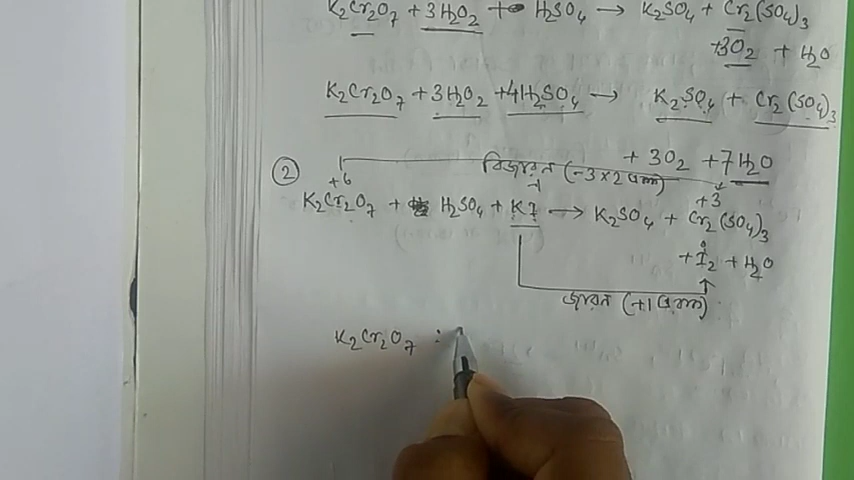 K₂Cr₂O₇ + 3H₂O₂ + H₂SO₄ → K₂SO₄ + Cr₂(SO₄)₃
+3O₂ + H₂O
K₂Cr₂O₇ + 3H₂O₂ + 4H₂SO₄ → K₂SO₄ + Cr₂(SO₄)₃
+ 3O₂ + 7H₂O
② বিজারণ (-3×2 একক)
+6 -1 +3
K₂Cr₂O₇ + H₂SO₄ + KI → K₂SO₄ + Cr₂(SO₄)₃
0
+ I₂ + H₂O
জারণ (+1 একক)
K₂Cr₂O₇ :